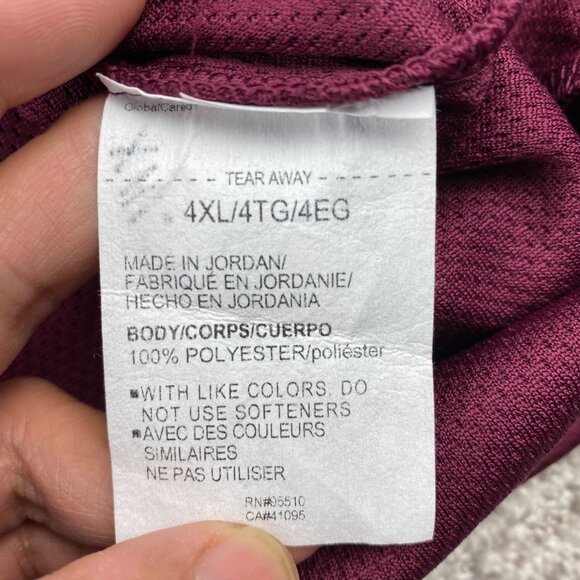 GlobalCare
- - - - - TEAR AWAY - - - - -
4XL/4TG/4EG
MADE IN JORDAN/
FABRIQUÉ EN JORDANIE/
HECHO EN JORDANIA
BODY/CORPS/CUERPO
100% POLYESTER/poliéster
▪WITH LIKE COLORS. DO
NOT USE SOFTENERS
▪AVEC DES COULEURS
SIMILAIRES
NE PAS UTILISER
RN#96510
CA#41095